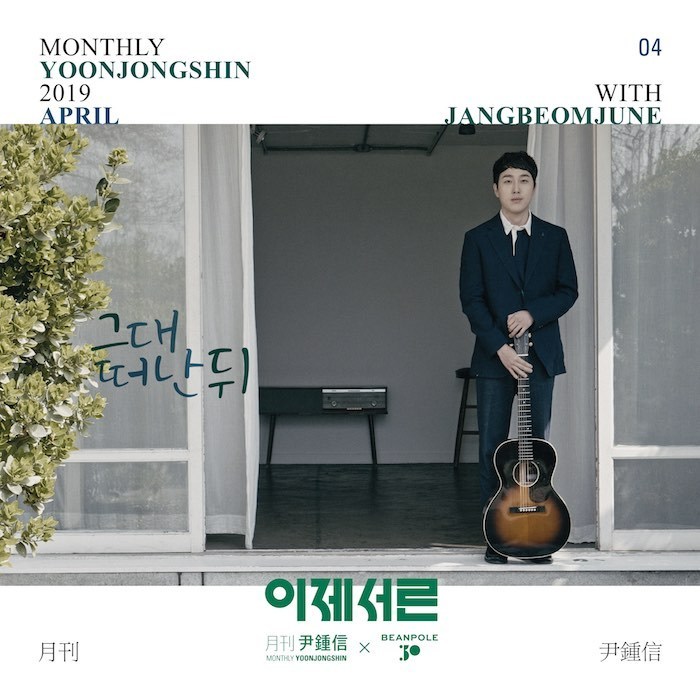 MONTHLY
YOONJONGSHIN
2019
APRIL
04
WITH
JANGBEOMJUNE
그대
떠난 뒤
이제 서른
月刊 尹鍾信
MONTHLY YOONJONGSHIN
×
BEANPOLE
30
月刊
尹鍾信